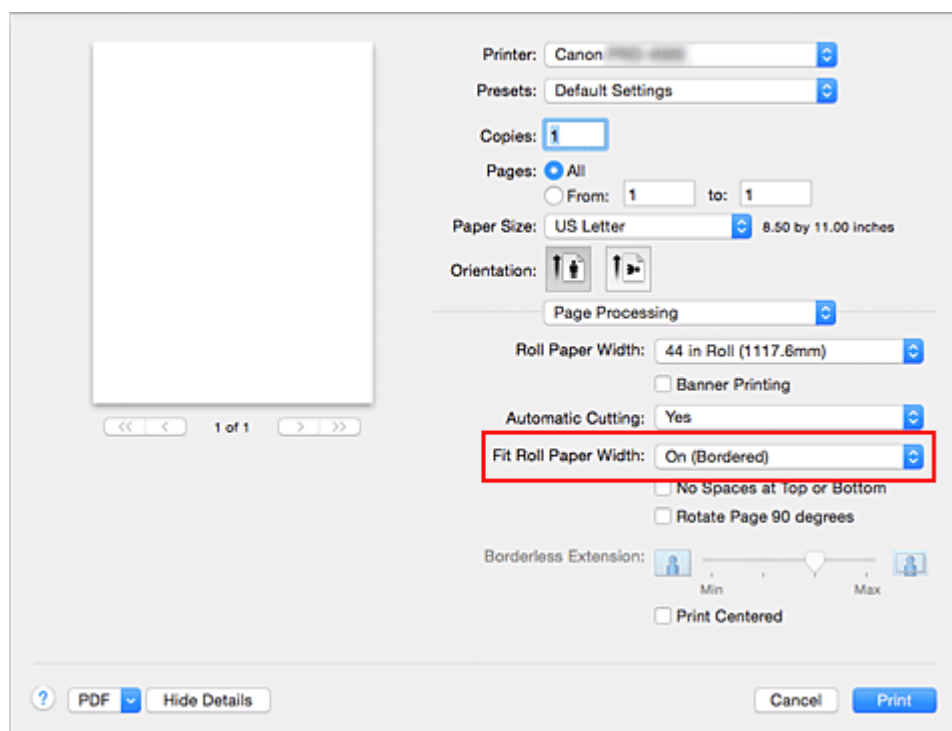 Printer: Canon
Presets: Default Settings
Copies: 1
Pages: All
From: 1 to: 1
Paper Size: US Letter 8.50 by 11.00 inches
Orientation:
Page Processing
Roll Paper Width: 44 in Roll (1117.6mm)
Banner Printing
<< < 1 of 1 > >>
Automatic Cutting: Yes
Fit Roll Paper Width: On (Bordered)
No Spaces at Top or Bottom
Rotate Page 90 degrees
Borderless Extension:
Min Max
Print Centered
? PDF Hide Details Cancel Print